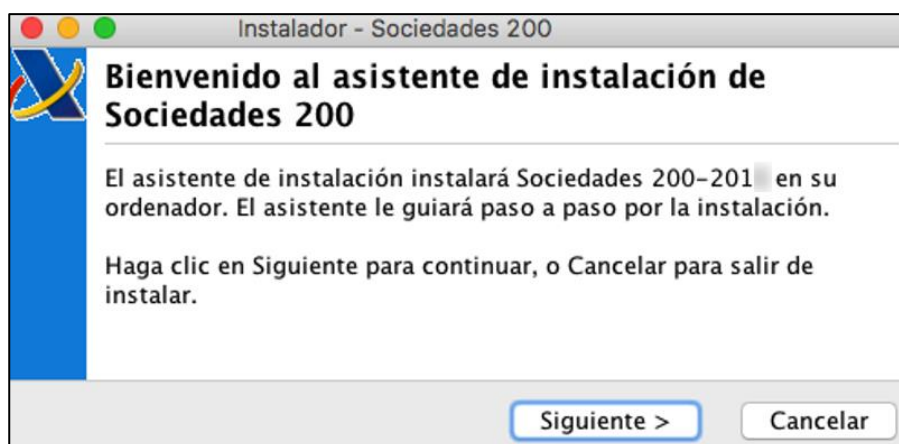 Instalador - Sociedades 200
Bienvenido al asistente de instalación de
Sociedades 200
El asistente de instalación instalará Sociedades 200-201 en su
ordenador. El asistente le guiará paso a paso por la instalación.
Haga clic en Siguiente para continuar, o Cancelar para salir de
instalar.
Siguiente >
Cancelar